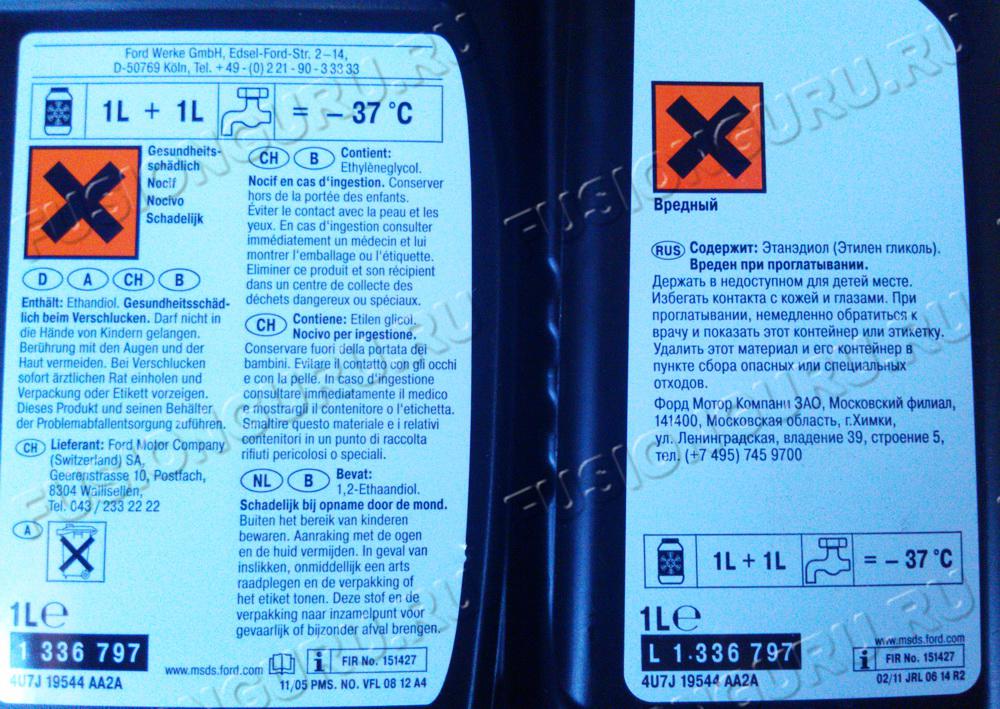 Ford Werke GmbH, Edsel-Ford-Str. 2–14,
D-50769 Köln, Tel. +49-(0)221-90-33333
1L + 1L = – 37 °C
Gesundheits-
schädlich
Nocif
Nocivo
Schadelijk
D A CH B
Enthält: Ethandiol. Gesundheitsschäd-
lich beim Verschlucken. Darf nicht in
die Hände von Kindern gelangen.
Berührung mit den Augen und der
Haut vermeiden. Bei Verschlucken
sofort ärztlichen Rat einholen und
Verpackung oder Etikett vorzeigen.
Dieses Produkt und seinen Behälter
der Problemabfallentsorgung zuführen.
CH Lieferant: Ford Motor Company
(Switzerland) SA,
Geerenstrasse 10, Postfach,
8304 Wallisellen,
Tel. 043 / 233 22 22
A
1L℮
1 336 797
4U7J 19544 AA2A
CH B Contient:
Ethylèneglycol.
Nocif en cas d'ingestion. Conserver
hors de la portée des enfants.
Éviter le contact avec la peau et les
yeux. En cas d'ingestion consulter
immédiatement un médecin et lui
montrer l'emballage ou l'étiquette.
Eliminer ce produit et son récipient
dans un centre de collecte des
déchets dangereux ou spéciaux.
CH Contiene: Etilen glicol.
Nocivo per ingestione.
Conservare fuori della portata dei
bambini. Evitare il contatto con gli occhi
e con la pelle. In caso d'ingestione
consultare immediatamente il medico
e mostrargli il contenitore o l'etichetta.
Smaltire questo materiale e i relativi
contenitori in un punto di raccolta
rifiuti pericolosi o speciali.
NL B Bevat:
1,2-Ethaandiol.
Schadelijk bij opname door de mond.
Buiten het bereik van kinderen
bewaren. Aanraking met de ogen
en de huid vermijden. In geval van
inslikken, onmiddellijk een arts
raadplegen en de verpakking of
het etiket tonen. Deze stof en de
verpakking naar inzamelpunt voor
gevaarlijk of bijzonder afval brengen.
www.msds.ford.com i FIR No. 151427
11/05 PMS. NO. VFL 08 12 A4
Вредный
RUS Содержит: Этанэдиол (Этилен гликоль).
Вреден при проглатывании.
Держать в недоступном для детей месте.
Избегать контакта с кожей и глазами. При
проглатывании, немедленно обратиться к
врачу и показать этот контейнер или этикетку.
Удалить этот материал и его контейнер в
пункте сбора опасных или специальных
отходов.
Форд Мотор Компани ЗАО, Московский филиал,
141400, Московская область, г.Химки,
ул. Ленинградская, владение 39, строение 5,
тел. (+7 495) 745 9700
1L + 1L = – 37 °C
1L℮
L 1 336 797
4U7J 19544 AA2A
www.msds.ford.com
i FIR No. 151427
02/11 JRL 06 14 R2
FUSIONGURU.RU